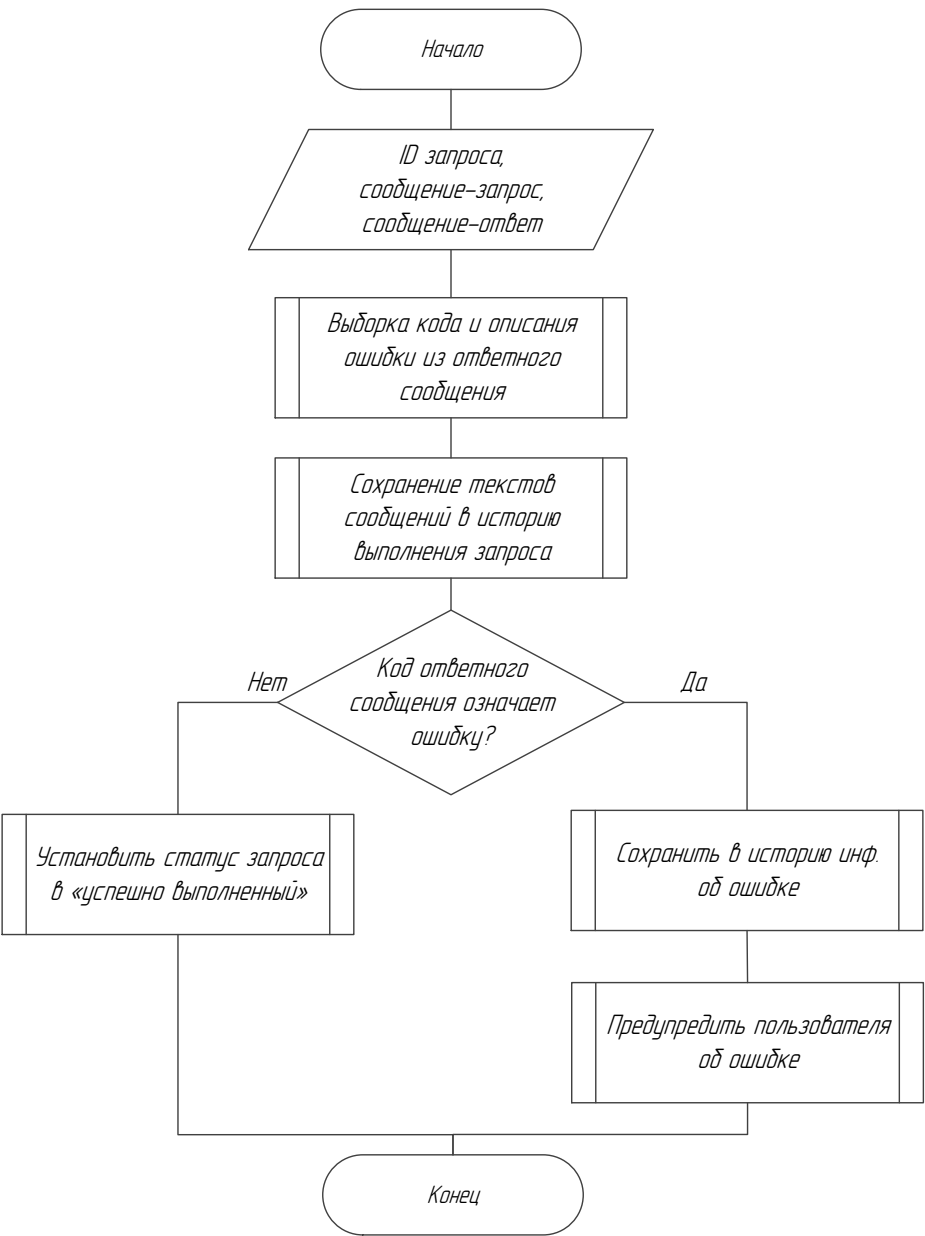 Начало
ID запроса,
сообщение-запрос,
сообщение-ответ
Выборка кода и описания
ошибки из ответного
сообщения
Сохранение текстов
сообщений в историю
выполнения запроса
Код ответного
сообщения означает
ошибку?
Нет
Да
Установить статус запроса
в «успешно выполненный»
Сохранить в историю инф.
об ошибке
Предупредить пользователя
об ошибке
Конец